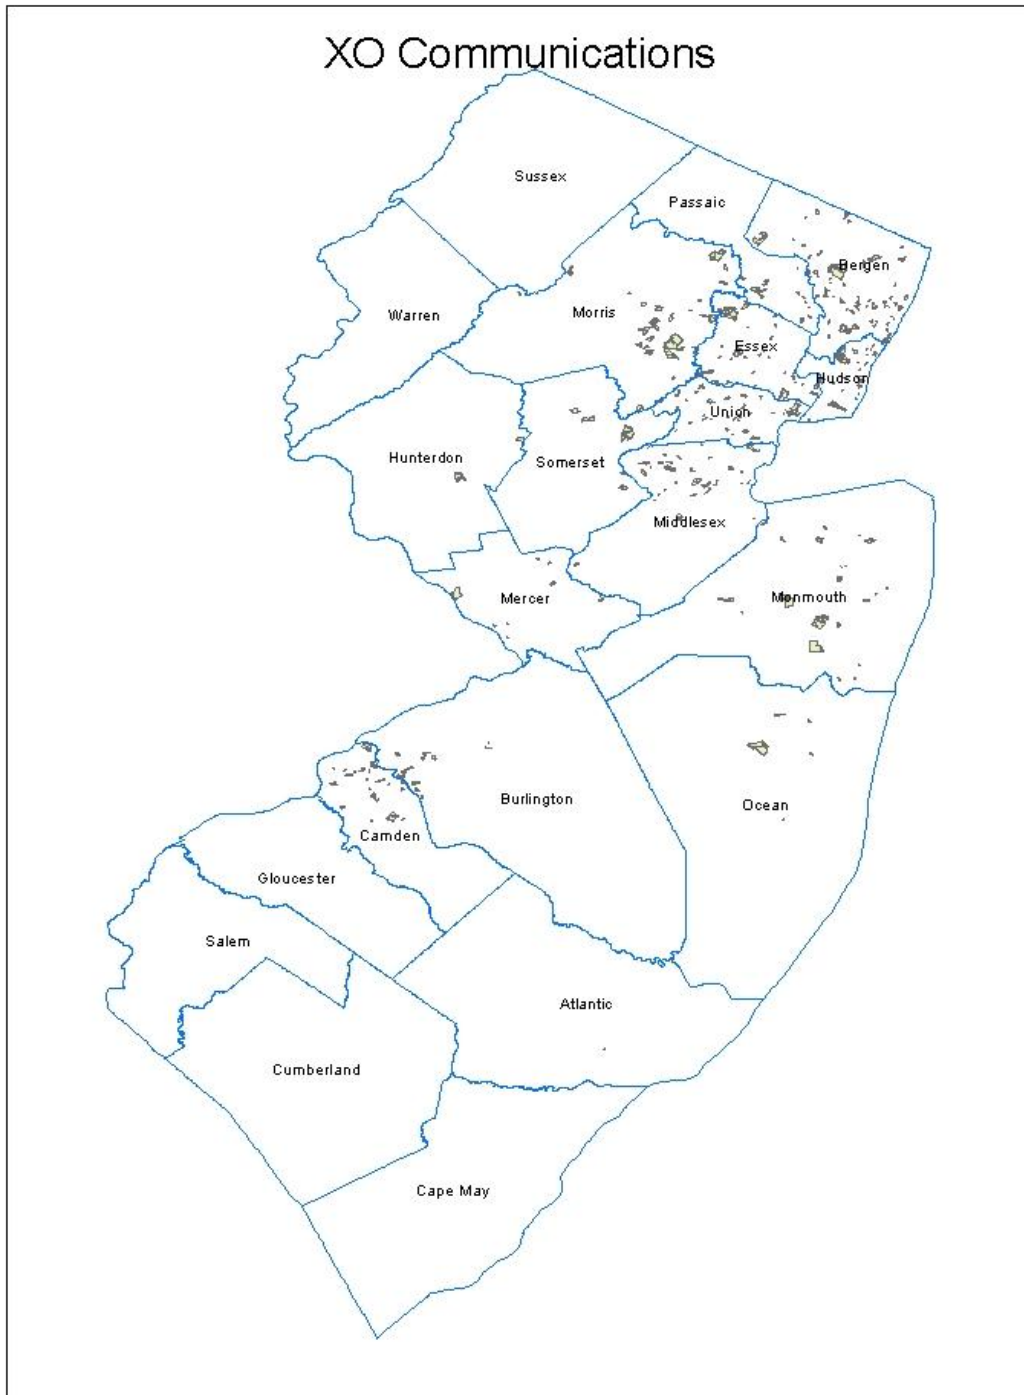 XO Communications
Sussex
Passaic
Bergen
Warren
Morris
Essex
Hudson
Union
Hunterdon
Somerset
Middlesex
Mercer
Monmouth
Burlington
Ocean
Camden
Gloucester
Salem
Atlantic
Cumberland
Cape May